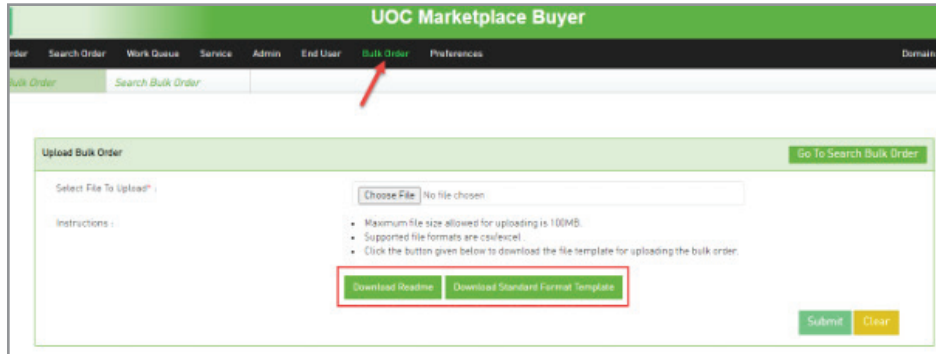 UOC Marketplace Buyer
rder Search Order Work Queue Service Admin End User Bulk Order Preferences Domain
Bulk Order Search Bulk Order
Upload Bulk Order Go To Search Bulk Order
Select File To Upload* : Choose File No file chosen
Instructions : • Maximum file size allowed for uploading is 100MB.
• Supported file formats are csv/excel .
• Click the button given below to download the file template for uploading the bulk order.
Download Readme Download Standard Format Template
Submit Clear